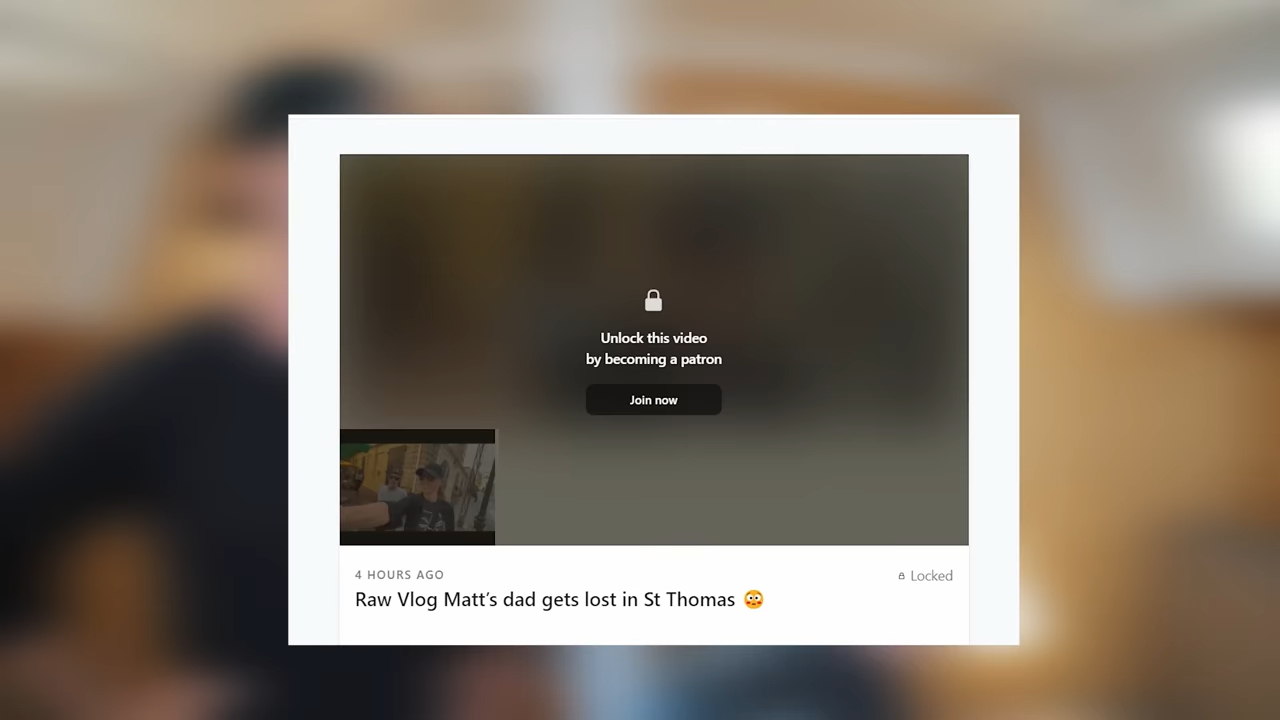 Unlock this video
by becoming a patron
Join now
4 HOURS AGO
Locked
Raw Vlog Matt's dad gets lost in St Thomas 😳